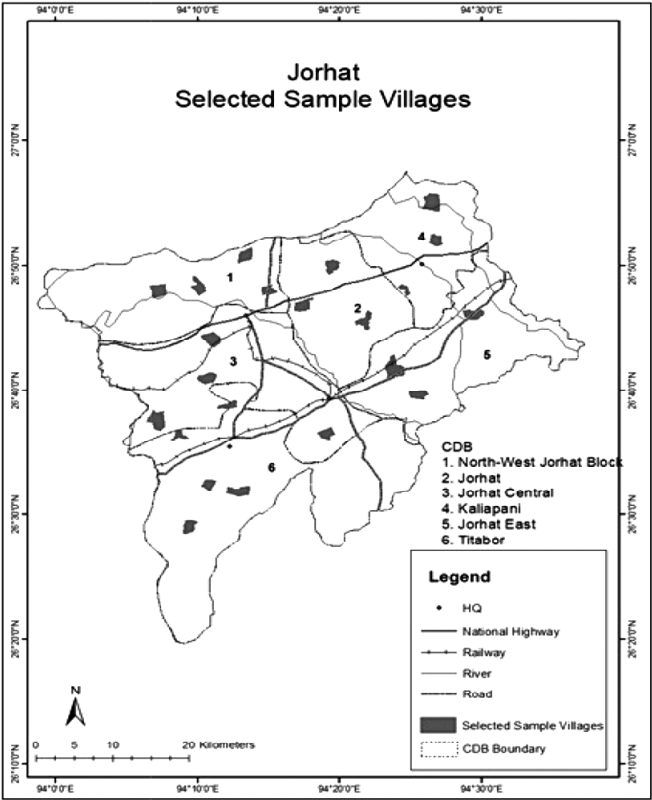 94°0'0"E 94°10'0"E 94°20'0"E 94°30'0"E
Jorhat
Selected Sample Villages
27°0'0"N 27°0'0"N
4
26°50'0"N 26°50'0"N
1
2
3
5
26°40'0"N 26°40'0"N
6
CDB
1. North-West Jorhat Block
2. Jorhat
3. Jorhat Central
4. Kaliapani
5. Jorhat East
6. Titabor
26°30'0"N 26°30'0"N
Legend
HQ
National Highway
Railway
River
Road
Selected Sample Villages
CDB Boundary
26°20'0"N 26°20'0"N
N
0 5 10 20 Kilometers
26°10'0"N 26°10'0"N
94°0'0"E 94°10'0"E 94°20'0"E 94°30'0"E